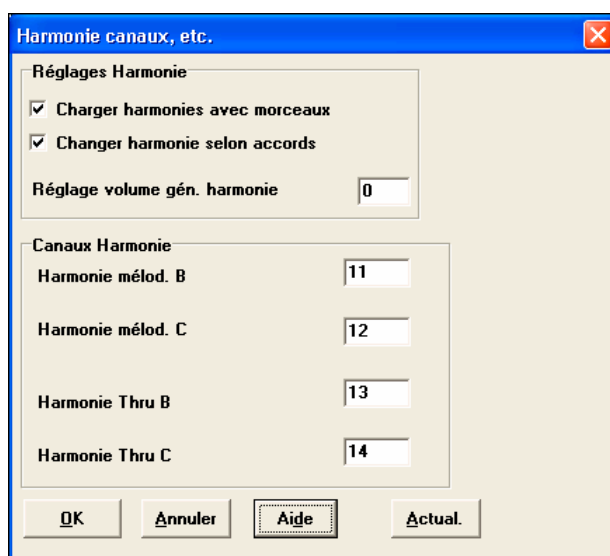 Harmonie canaux, etc.
Réglages Harmonie
Charger harmonies avec morceaux
Changer harmonie selon accords
Réglage volume gén. harmonie 0
Canaux Harmonie
Harmonie mélod. B 11
Harmonie mélod. C 12
Harmonie Thru B 13
Harmonie Thru C 14
OK Annuler Aide Actual.